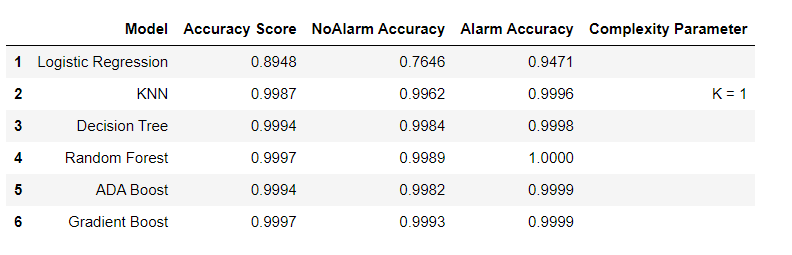 Model Accuracy Score NoAlarm Accuracy Alarm Accuracy Complexity Parameter
1 Logistic Regression 0.8948 0.7646 0.9471
2 KNN 0.9987 0.9962 0.9996 K = 1
3 Decision Tree 0.9994 0.9984 0.9998
4 Random Forest 0.9997 0.9989 1.0000
5 ADA Boost 0.9994 0.9982 0.9999
6 Gradient Boost 0.9997 0.9993 0.9999